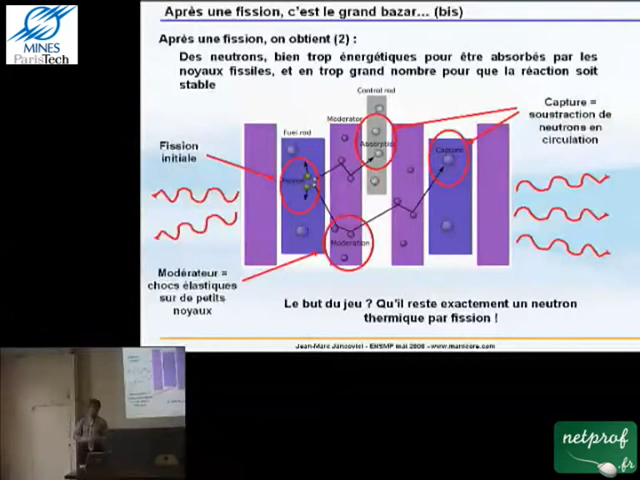 Après une fission, c'est le grand bazar... (bis)
MINES
ParisTech
Après une fission, on obtient (2) :
Des neutrons, bien trop énergétiques pour être absorbés par les
noyaux fissiles, et en trop grand nombre pour que la réaction soit
stable
Control rod
Capture =
soustraction de
neutrons en
circulation
Moderator
Fuel rod
Absorption
Fission
initiale
Capture
Fission
Moderation
Modérateur =
chocs élastiques
sur de petits
noyaux
Le but du jeu ? Qu'il reste exactement un neutron
thermique par fission !
Jean-Marc Jancovici - ENSMP mai 2008 - www.manicore.com
netprof
.fr